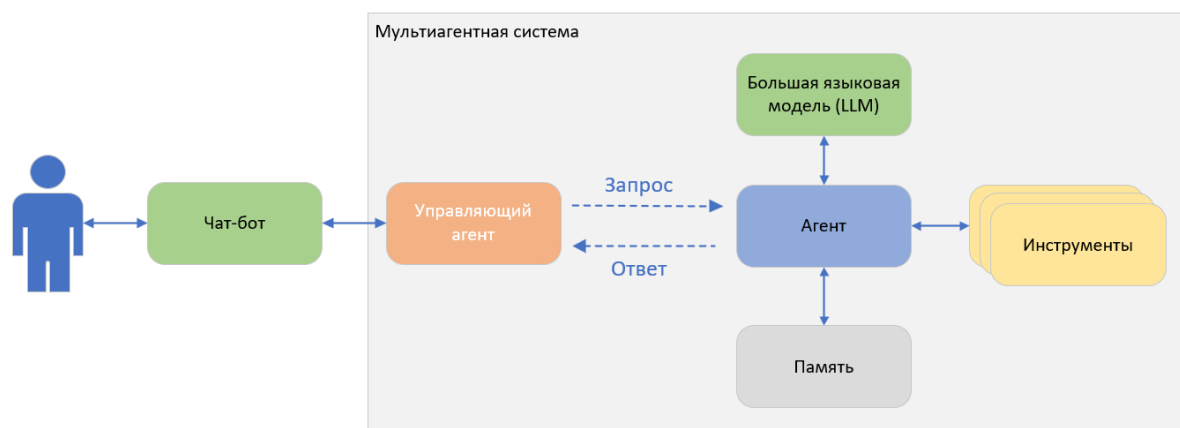 Мультиагентная система
Большая языковая
модель (LLM)
Запрос
Чат-бот
Управляющий
агент
Агент
Инструменты
Ответ
Память